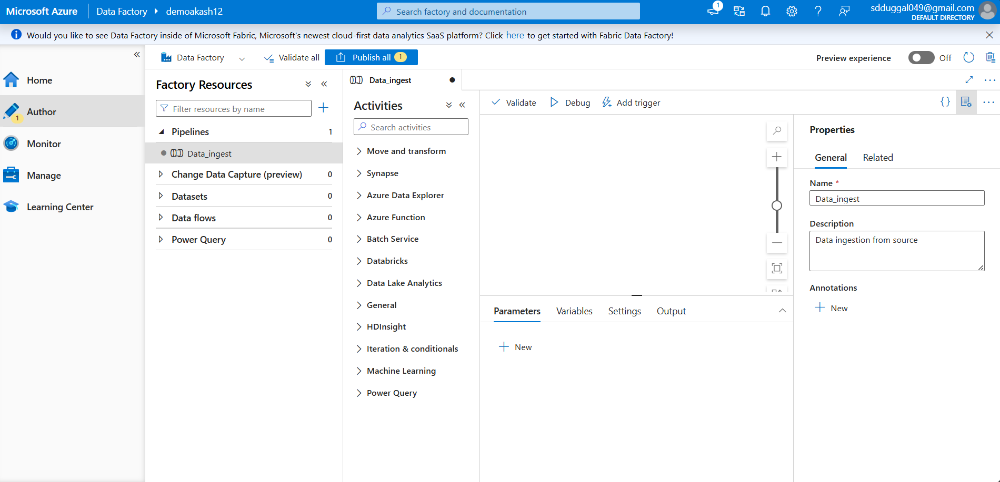 Microsoft Azure
Data Factory
demoakash12
Search factory and documentation
1
sdduggal049@gmail.com
DEFAULT DIRECTORY
Would you like to see Data Factory inside of Microsoft Fabric, Microsoft's newest cloud-first data analytics SaaS platform? Click here to get started with Fabric Data Factory!
Home
Author
1
Monitor
Manage
Learning Center
Data Factory
Validate all
Publish all 1
Preview experience
Off
Factory Resources
Filter resources by name
Pipelines 1
Data_ingest
Change Data Capture (preview) 0
Datasets 0
Data flows 0
Power Query 0
Data_ingest
Activities
Search activities
Move and transform
Synapse
Azure Data Explorer
Azure Function
Batch Service
Databricks
Data Lake Analytics
General
HDInsight
Iteration & conditionals
Machine Learning
Power Query
Validate
Debug
Add trigger
Parameters
Variables
Settings
Output
New
Properties
General
Related
Name *
Data_ingest
Description
Data ingestion from source
Annotations
New